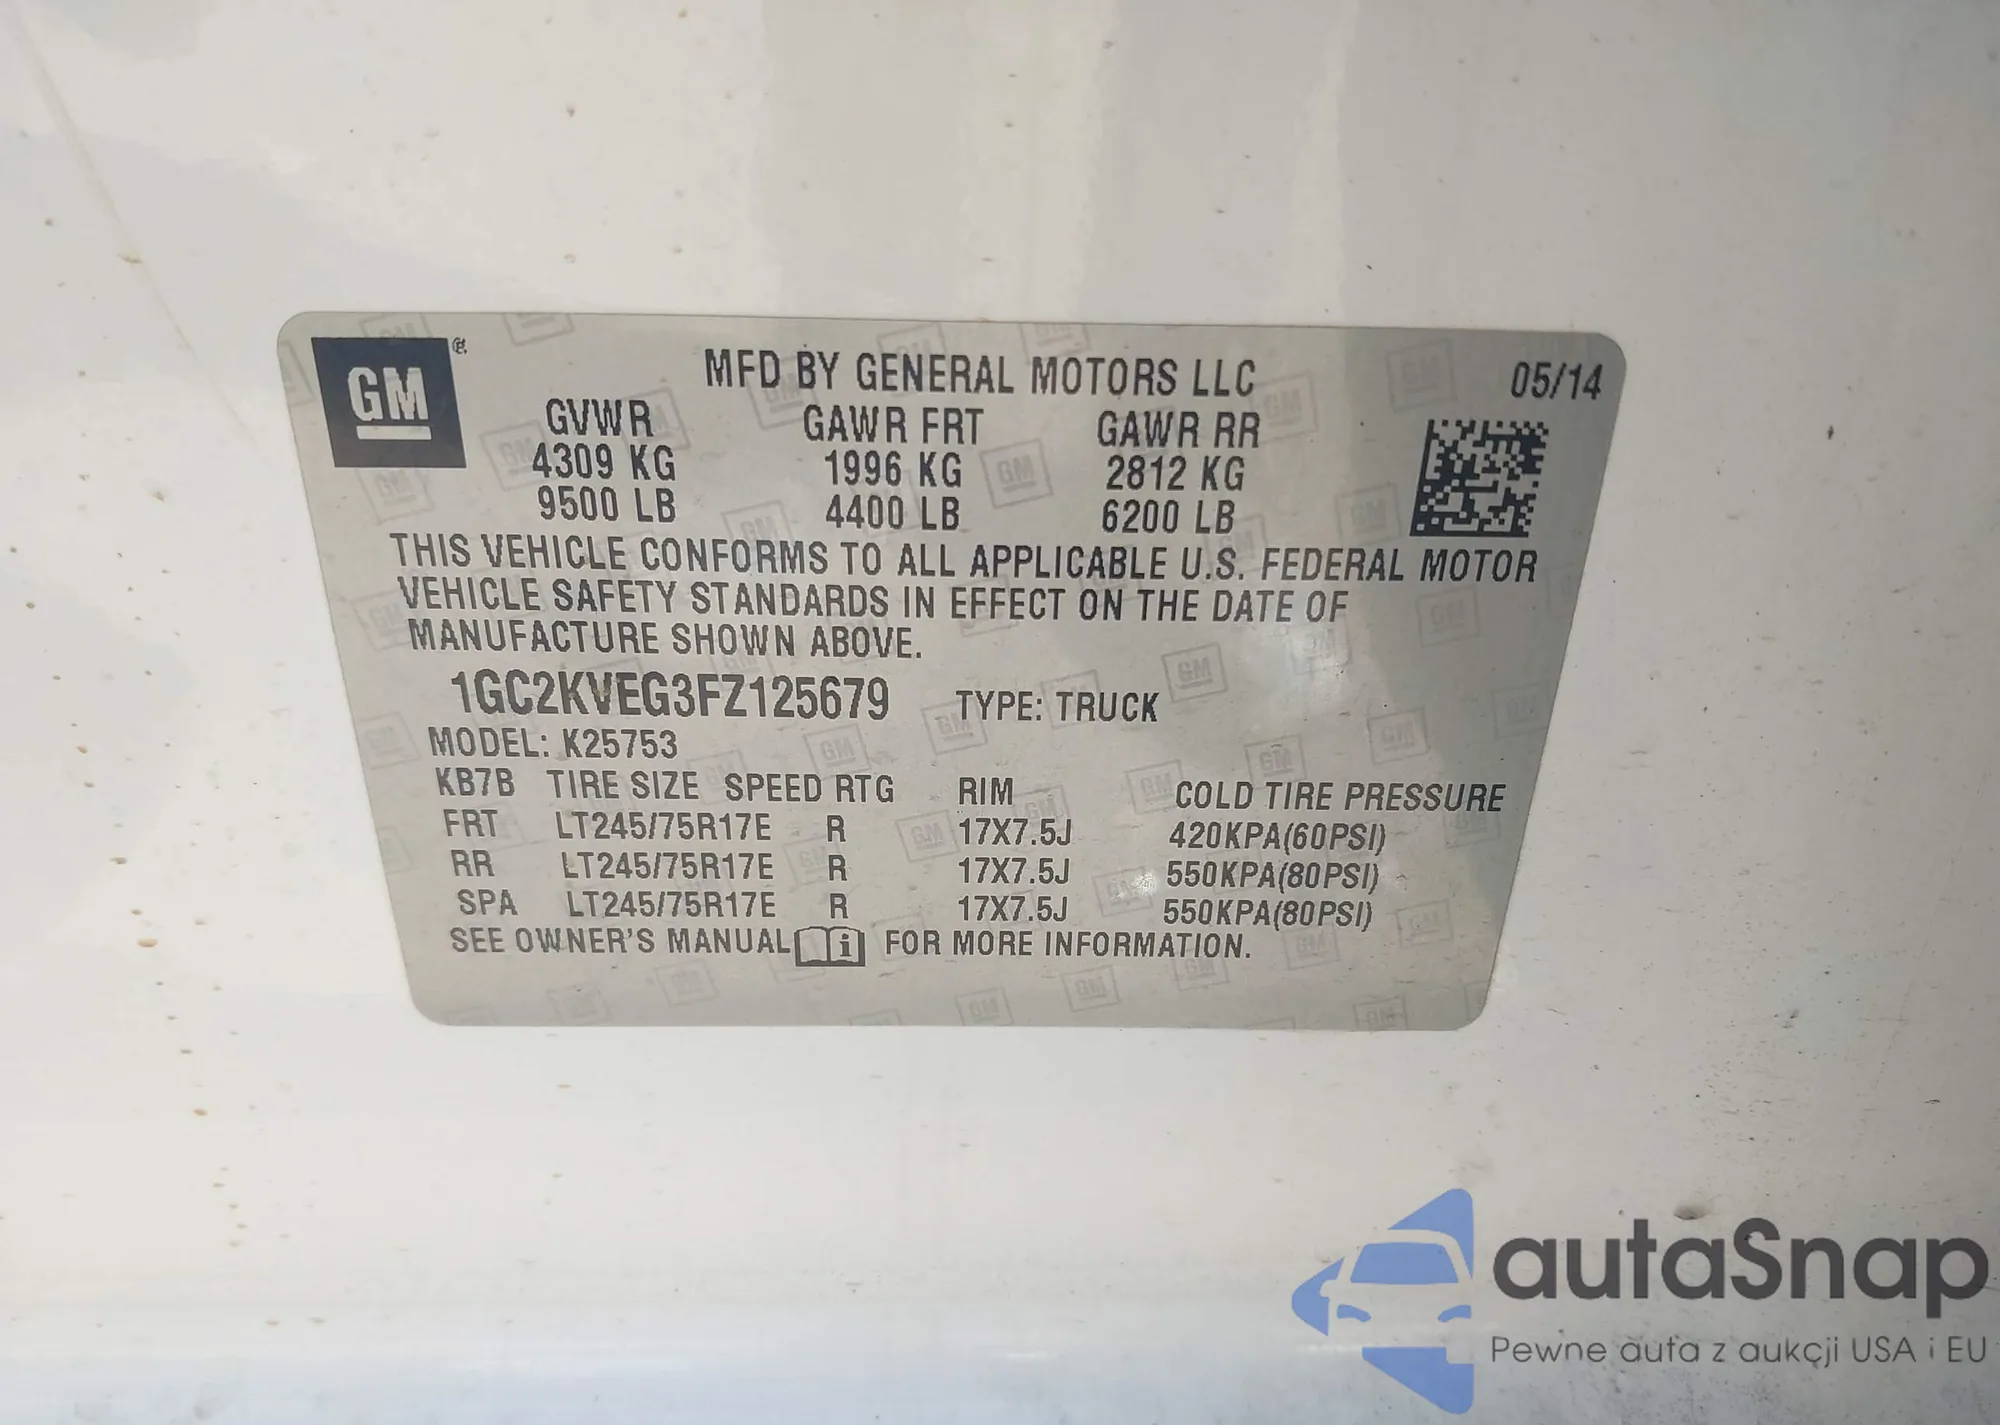 GM
MFD BY GENERAL MOTORS LLC 05/14
GVWR GAWR FRT GAWR RR
4309 KG 1996 KG 2812 KG
9500 LB 4400 LB 6200 LB
THIS VEHICLE CONFORMS TO ALL APPLICABLE U.S. FEDERAL MOTOR
VEHICLE SAFETY STANDARDS IN EFFECT ON THE DATE OF
MANUFACTURE SHOWN ABOVE.
1GC2KVEG3FZ125679 TYPE: TRUCK
MODEL: K25753
KB7B TIRE SIZE SPEED RTG RIM COLD TIRE PRESSURE
FRT LT245/75R17E R 17X7.5J 420KPA(60PSI)
RR LT245/75R17E R 17X7.5J 550KPA(80PSI)
SPA LT245/75R17E R 17X7.5J 550KPA(80PSI)
SEE OWNER'S MANUAL i FOR MORE INFORMATION.
autaSnap
Pewne auta z aukcji USA i EU